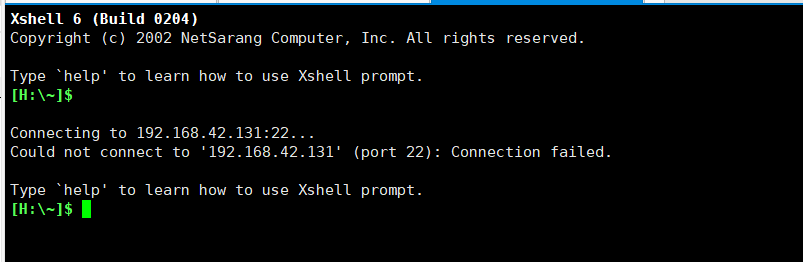 Xshell 6 (Build 0204)
Copyright (c) 2002 NetSarang Computer, Inc. All rights reserved.
Type `help' to learn how to use Xshell prompt.
[H:\~]$
Connecting to 192.168.42.131:22...
Could not connect to '192.168.42.131' (port 22): Connection failed.
Type `help' to learn how to use Xshell prompt.
[H:\~]$